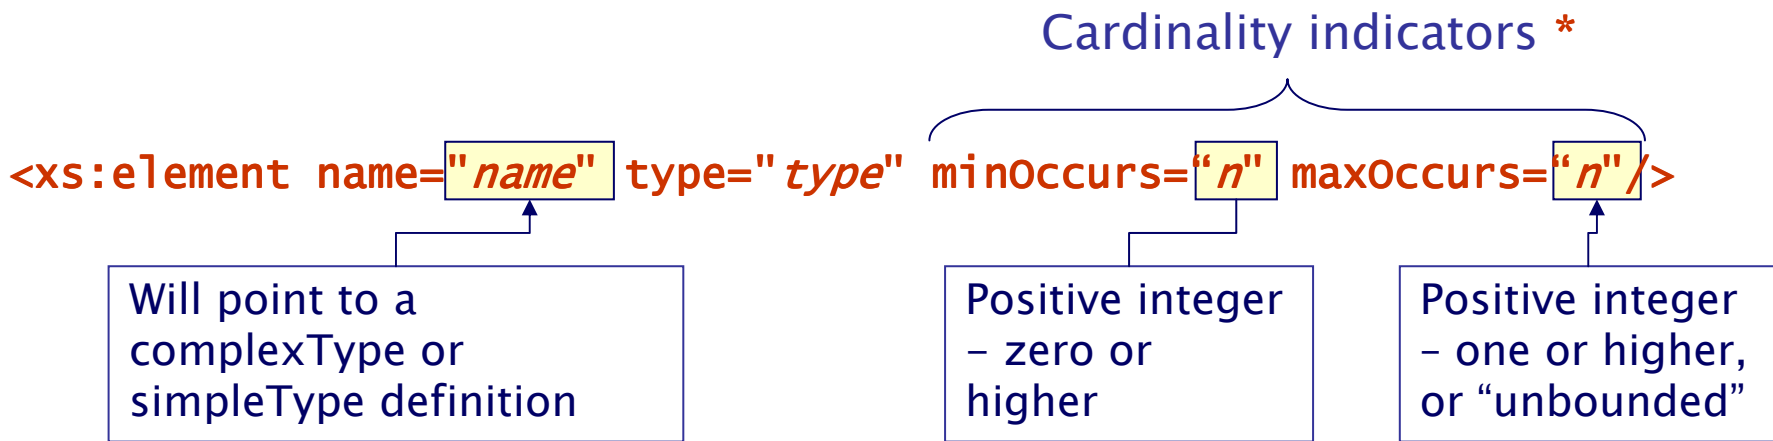 Cardinality indicators *
<xs:element name="name" type="type" minOccurs=“n" maxOccurs=“n"/>
Will point to a
complexType or
simpleType definition
Positive integer
– zero or
higher
Positive integer
– one or higher,
or “unbounded”